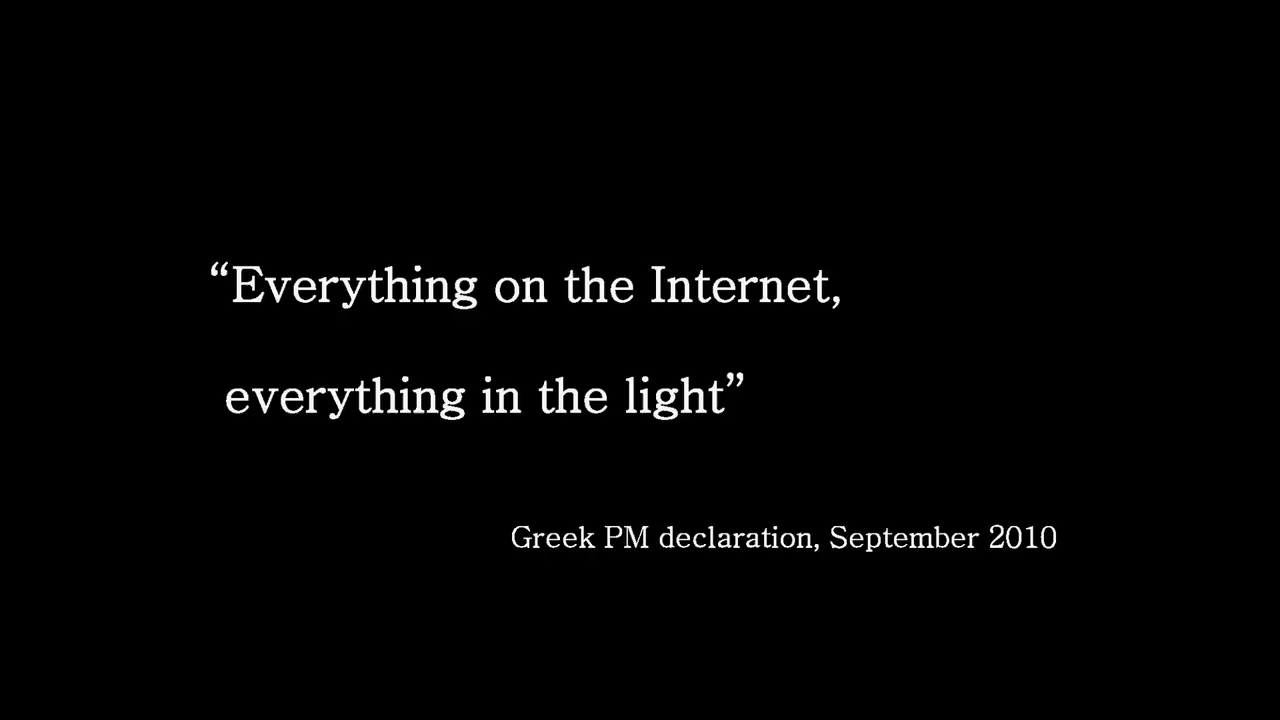 “Everything on the Internet,
everything in the light”
Greek PM declaration, September 2010